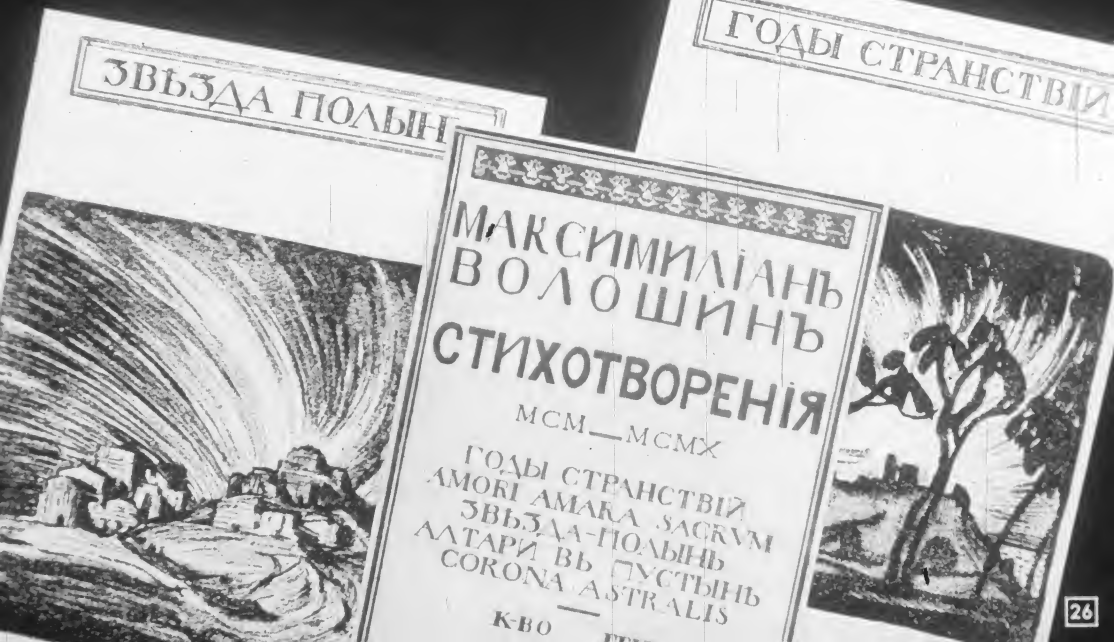 ЗВѢЗДА ПОЛЫН
ГОДЫ СТРАНСТВІЙ
МАКСИМИЛІАНЪ
ВОЛОШИНЪ
СТИХОТВОРЕНІЯ
MCM—MCMX
ГОДЫ СТРАНСТВІЙ
AMORI AMARA SACRVM
ЗВѢЗДА-ПОЛЫНЬ
АЛТАРИ ВЪ ПУСТЫНѢ
CORONA ASTRALIS
К-ВО
26